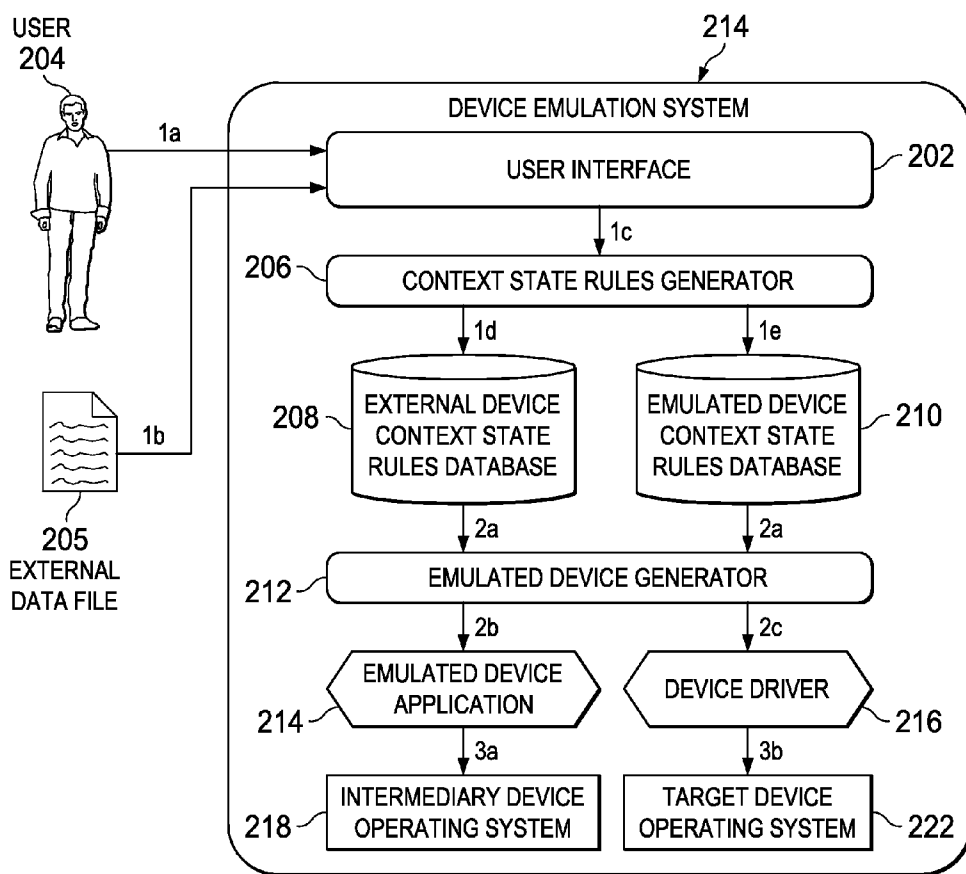 USER
204
214
DEVICE EMULATION SYSTEM
1a
USER INTERFACE
202
1c
206
CONTEXT STATE RULES GENERATOR
1d
1e
208
EXTERNAL DEVICE
CONTEXT STATE
RULES DATABASE
EMULATED DEVICE
CONTEXT STATE
RULES DATABASE
210
1b
205
EXTERNAL
DATA FILE
2a
2a
212
EMULATED DEVICE GENERATOR
2b
2c
EMULATED DEVICE
APPLICATION
214
DEVICE DRIVER
216
3a
3b
218
INTERMEDIARY DEVICE
OPERATING SYSTEM
TARGET DEVICE
OPERATING SYSTEM
222